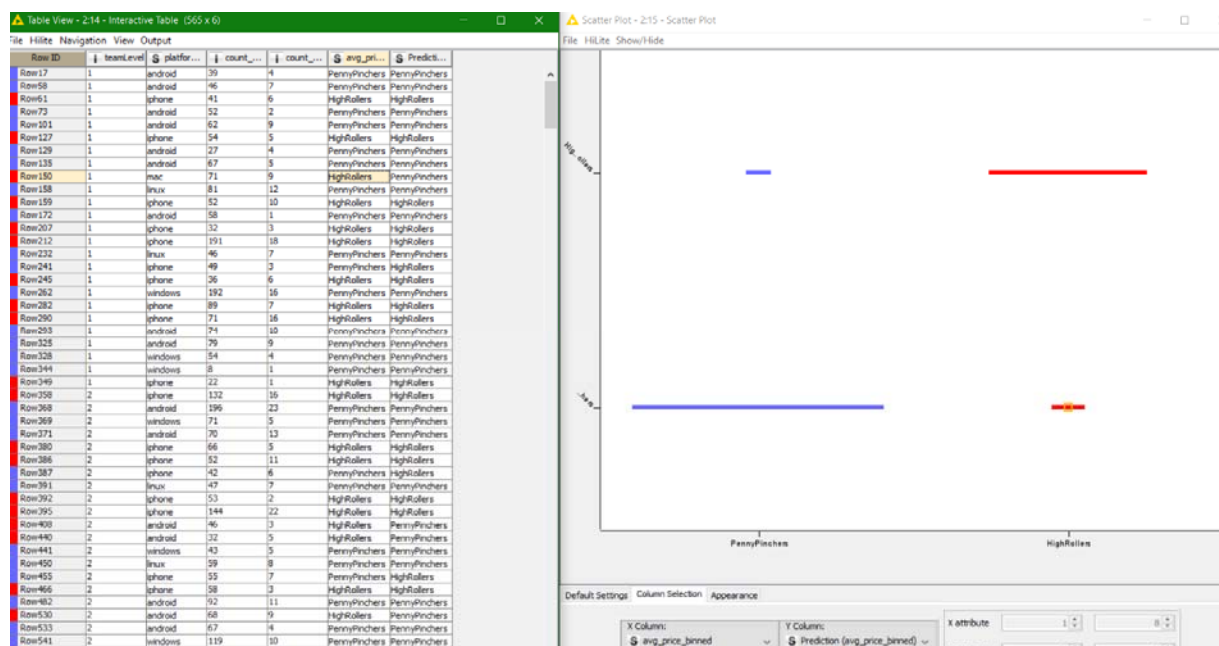 Table View - 2:14 - Interactive Table (565 x 6)
File Hilite Navigation View Output
Row ID teamLevel S platfor... count_... count_... S avg_pri... S Predicti...
Row17 1 android 39 4 PennyPinchers PennyPinchers
Row58 1 android 46 7 PennyPinchers PennyPinchers
Row61 1 iphone 41 6 HighRollers HighRollers
Row73 1 android 52 2 PennyPinchers PennyPinchers
Row101 1 android 62 9 PennyPinchers PennyPinchers
Row127 1 iphone 54 5 HighRollers HighRollers
Row129 1 android 27 4 PennyPinchers PennyPinchers
Row135 1 android 67 5 PennyPinchers PennyPinchers
Row150 1 mac 71 9 HighRollers PennyPinchers
Row158 1 linux 81 12 PennyPinchers PennyPinchers
Row159 1 iphone 52 10 HighRollers HighRollers
Row172 1 android 58 1 PennyPinchers PennyPinchers
Row207 1 iphone 32 3 HighRollers HighRollers
Row212 1 iphone 191 18 HighRollers HighRollers
Row232 1 linux 46 7 PennyPinchers PennyPinchers
Row241 1 iphone 49 3 PennyPinchers HighRollers
Row245 1 iphone 36 6 HighRollers HighRollers
Row262 1 windows 192 16 PennyPinchers PennyPinchers
Row282 1 iphone 89 7 HighRollers HighRollers
Row290 1 iphone 71 16 HighRollers HighRollers
Row293 1 android 74 10 PennyPinchers PennyPinchers
Row325 1 android 79 9 PennyPinchers PennyPinchers
Row328 1 windows 54 4 PennyPinchers PennyPinchers
Row344 1 windows 8 1 PennyPinchers PennyPinchers
Row349 1 iphone 22 1 HighRollers HighRollers
Row358 2 iphone 132 16 HighRollers HighRollers
Row368 2 android 196 23 PennyPinchers PennyPinchers
Row369 2 windows 71 5 PennyPinchers PennyPinchers
Row371 2 android 70 13 PennyPinchers PennyPinchers
Row380 2 iphone 66 5 HighRollers HighRollers
Row386 2 iphone 52 11 HighRollers HighRollers
Row387 2 iphone 42 6 PennyPinchers HighRollers
Row391 2 linux 47 7 PennyPinchers PennyPinchers
Row392 2 iphone 53 2 HighRollers HighRollers
Row395 2 iphone 144 22 HighRollers HighRollers
Row408 2 android 46 3 HighRollers PennyPinchers
Row440 2 android 32 5 HighRollers PennyPinchers
Row441 2 windows 43 5 PennyPinchers PennyPinchers
Row450 2 linux 59 8 PennyPinchers PennyPinchers
Row455 2 iphone 55 7 PennyPinchers HighRollers
Row466 2 iphone 58 3 HighRollers HighRollers
Row482 2 android 92 11 PennyPinchers PennyPinchers
Row530 2 android 68 9 HighRollers PennyPinchers
Row533 2 android 67 4 PennyPinchers PennyPinchers
Row541 2 windows 119 10 PennyPinchers PennyPinchers
Scatter Plot - 2:15 - Scatter Plot
File HiLite Show/Hide
Hig..ollers
PennyPinchers HighRollers
Default Settings Column Selection Appearance
X Column: Y Column: X attribute 1 8
S avg_price_binned S Prediction (avg_price_binned)